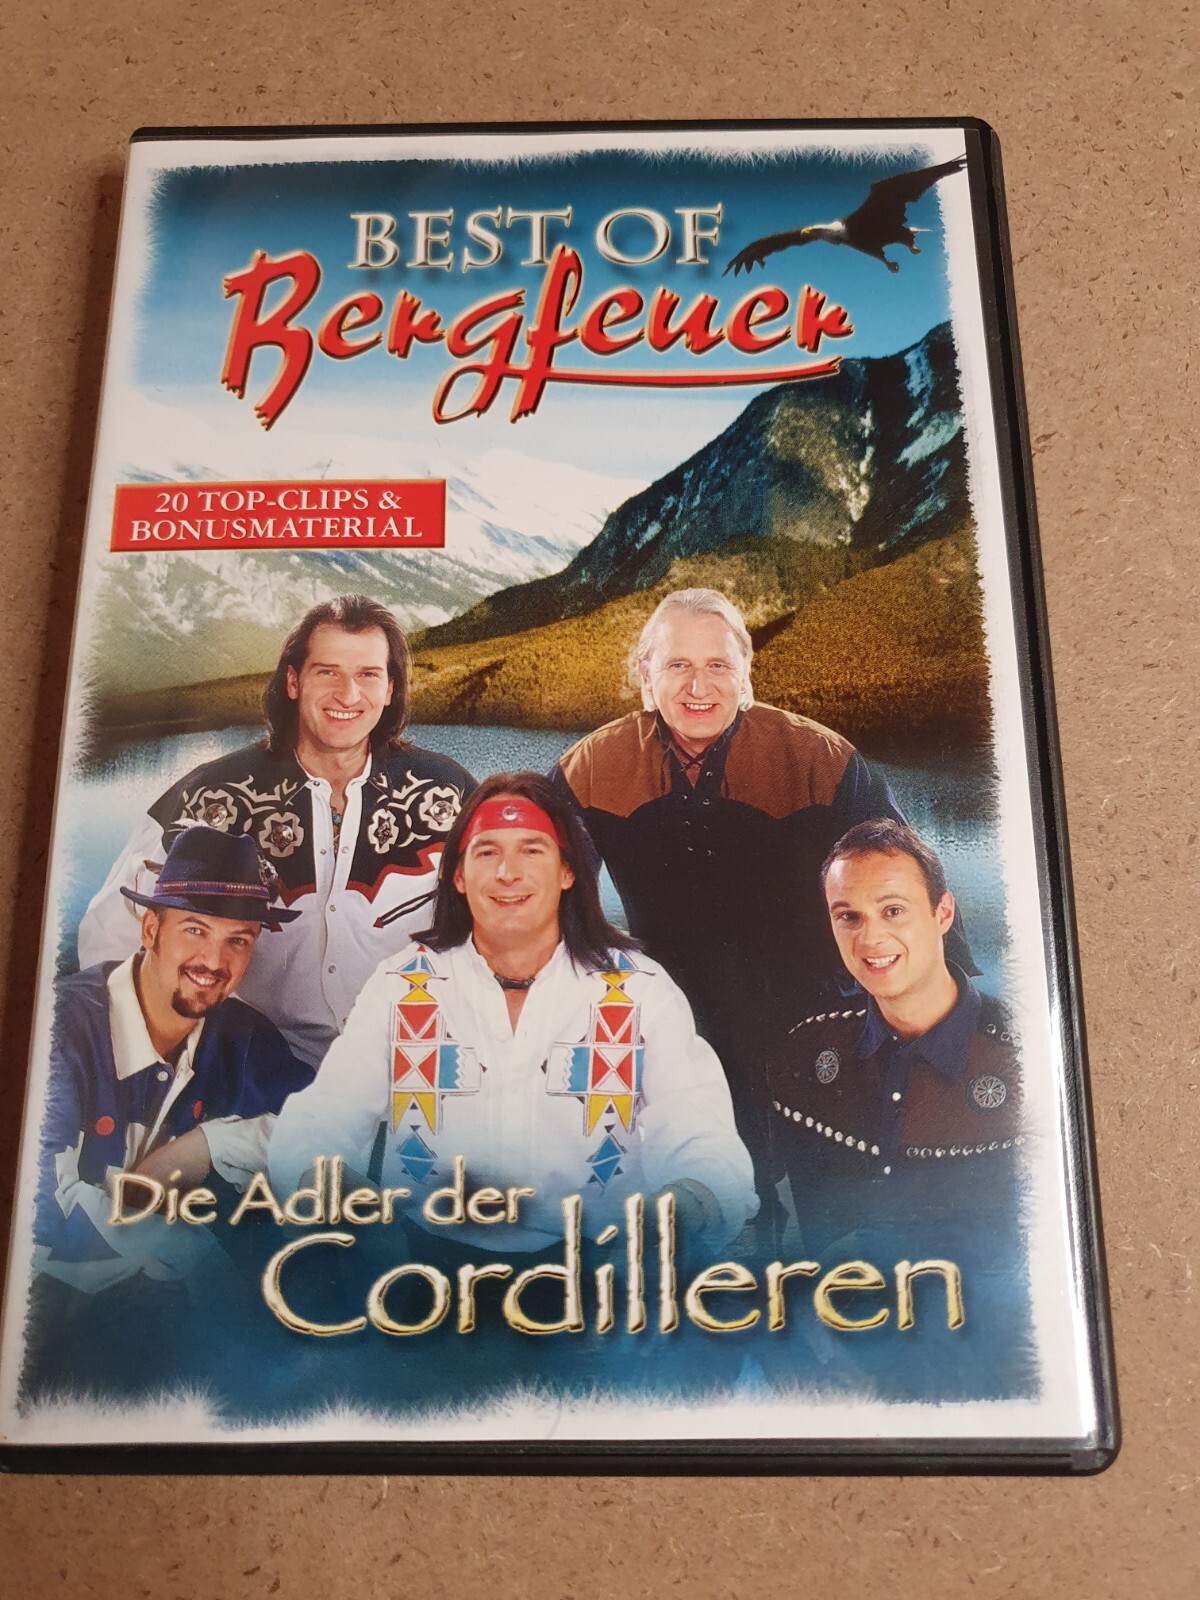 BEST OF
Bergfeuer
20 TOP-CLIPS &
BONUSMATERIAL
Die Adler der
Cordilleren